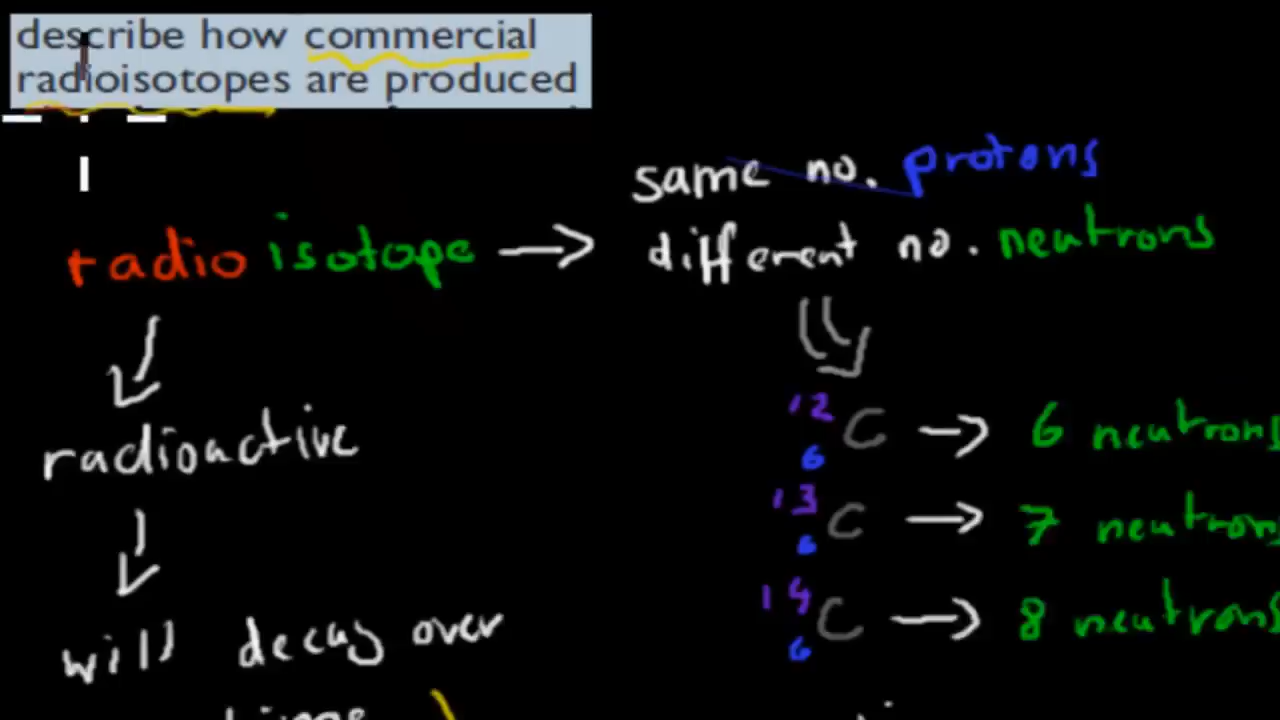 describe how commercial
radioisotopes are produced
same no. protons
radio isotope → different no. neutrons
12
6 C → 6 neutrons
radioactive
13
6 C → 7 neutrons
14
6 C → 8 neutrons
will decay over
time